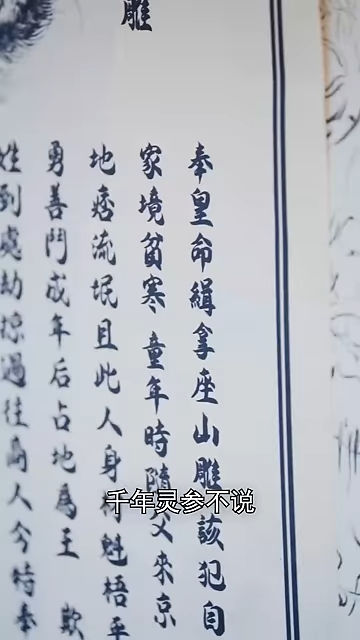 雕
奉皇命緝拿座山雕該犯自
家境貧寒童年時隨父來京
地痞流氓且此人身魁梧平
勇善鬥成年后占地為王 欺
姓到處劫掠過往商人今特奉
千年灵参不说